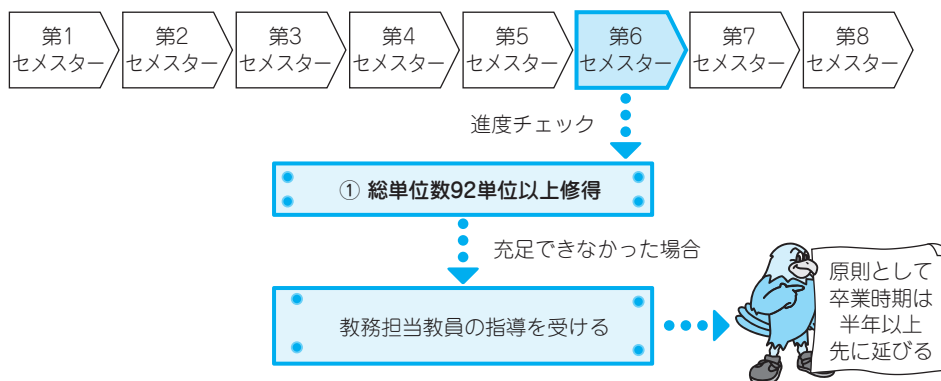 第1
セメスター
第2
セメスター
第3
セメスター
第4
セメスター
第5
セメスター
第6
セメスター
第7
セメスター
第8
セメスター
進度チェック
① 総単位数92単位以上修得
充足できなかった場合
教務担当教員の指導を受ける
原則として
卒業時期は
半年以上
先に延びる